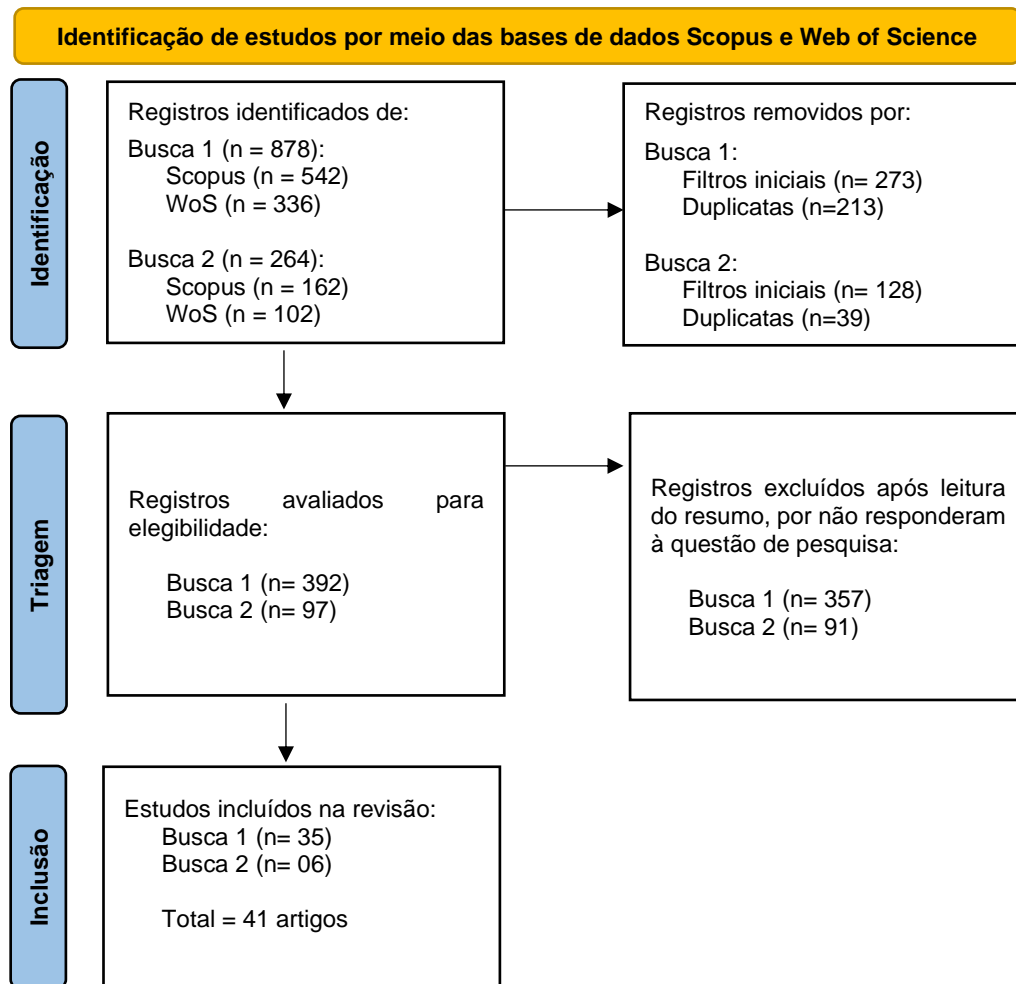 Identificação de estudos por meio das bases de dados Scopus e Web of Science
Identificação
Registros identificados de:
Busca 1 (n = 878):
Scopus (n = 542)
WoS (n = 336)
Busca 2 (n = 264):
Scopus (n = 162)
WoS (n = 102)
Registros removidos por:
Busca 1:
Filtros iniciais (n= 273)
Duplicatas (n=213)
Busca 2:
Filtros iniciais (n= 128)
Duplicatas (n=39)
Triagem
Registros avaliados para
elegibilidade:
Busca 1 (n= 392)
Busca 2 (n= 97)
Registros excluídos após leitura
do resumo, por não responderam
à questão de pesquisa:
Busca 1 (n= 357)
Busca 2 (n= 91)
Inclusão
Estudos incluídos na revisão:
Busca 1 (n= 35)
Busca 2 (n= 06)
Total = 41 artigos